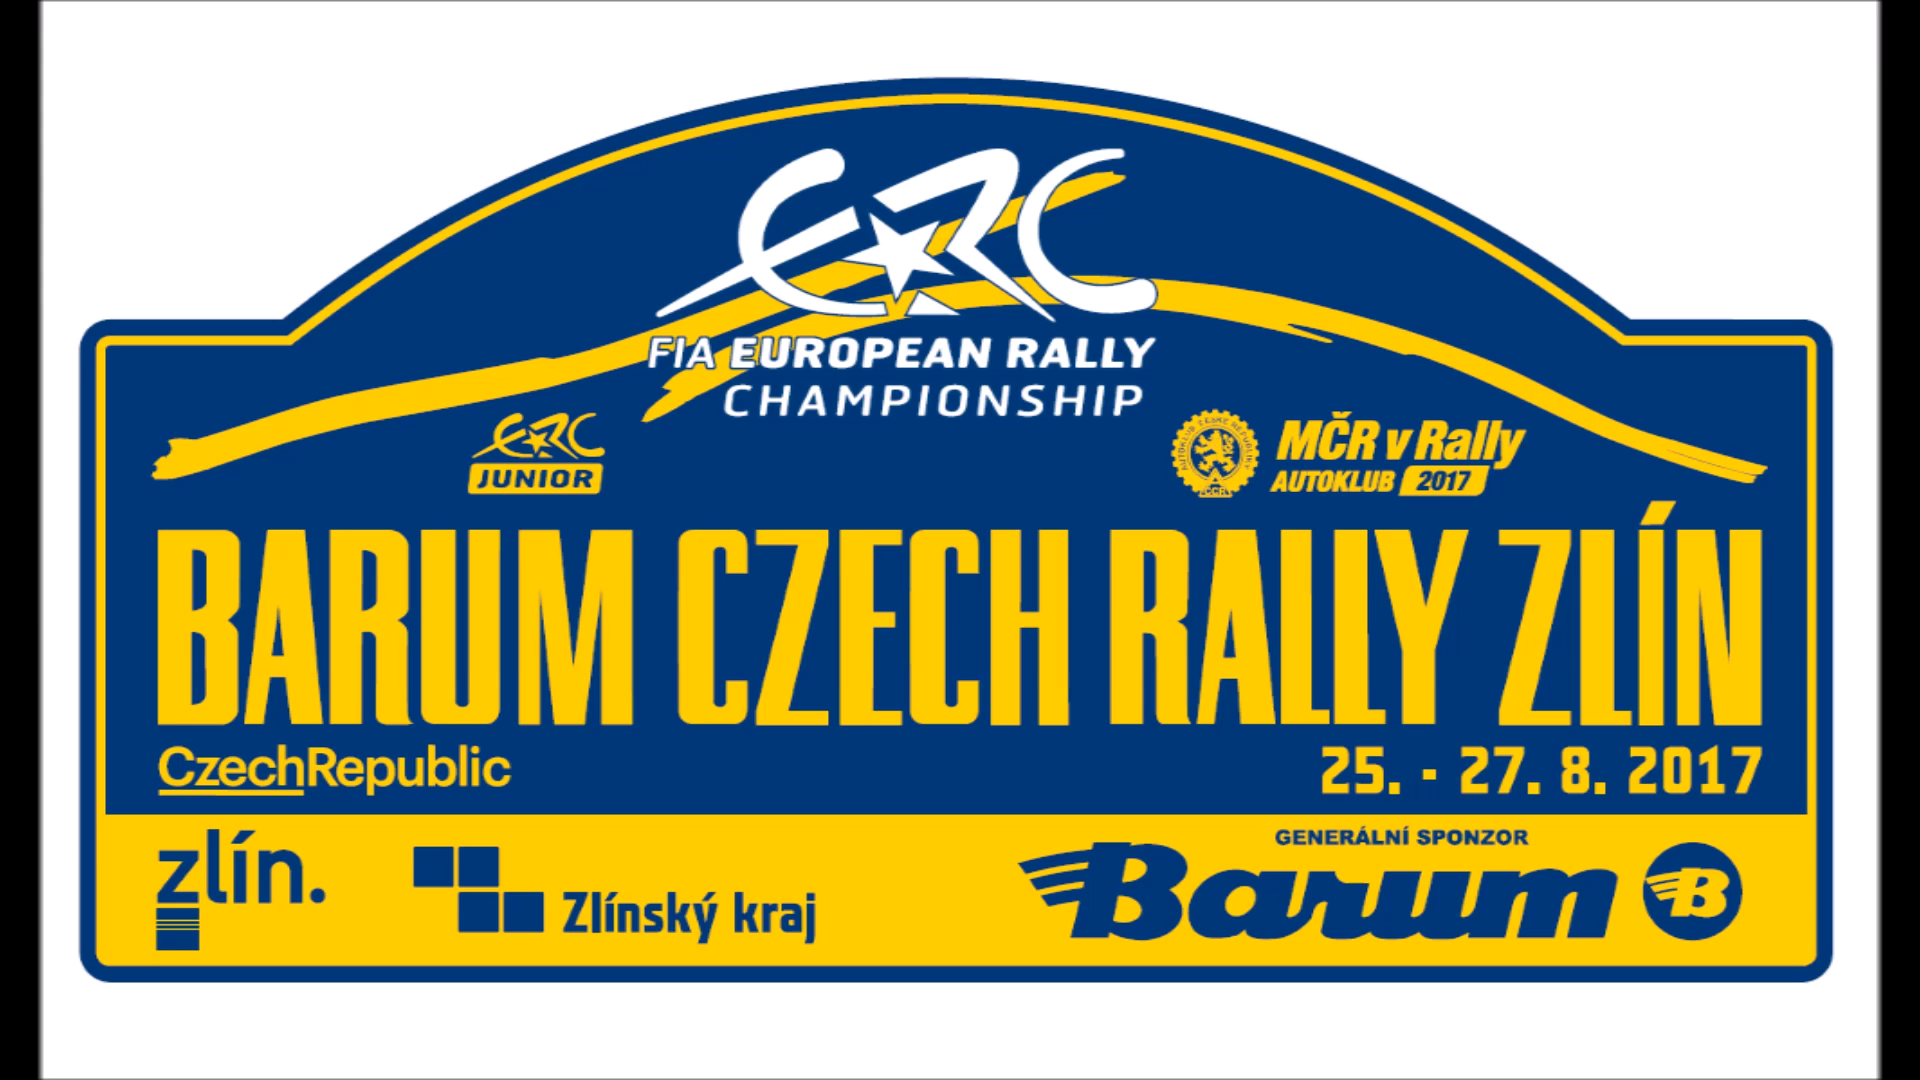 ERC
FIA EUROPEAN RALLY
CHAMPIONSHIP
ERC
JUNIOR
MČR v Rally
AUTOKLUB 2017
BARUM CZECH RALLY ZLÍN
CzechRepublic
25. - 27. 8. 2017
zlín.
Zlínský kraj
GENERÁLNÍ SPONZOR
Barum B